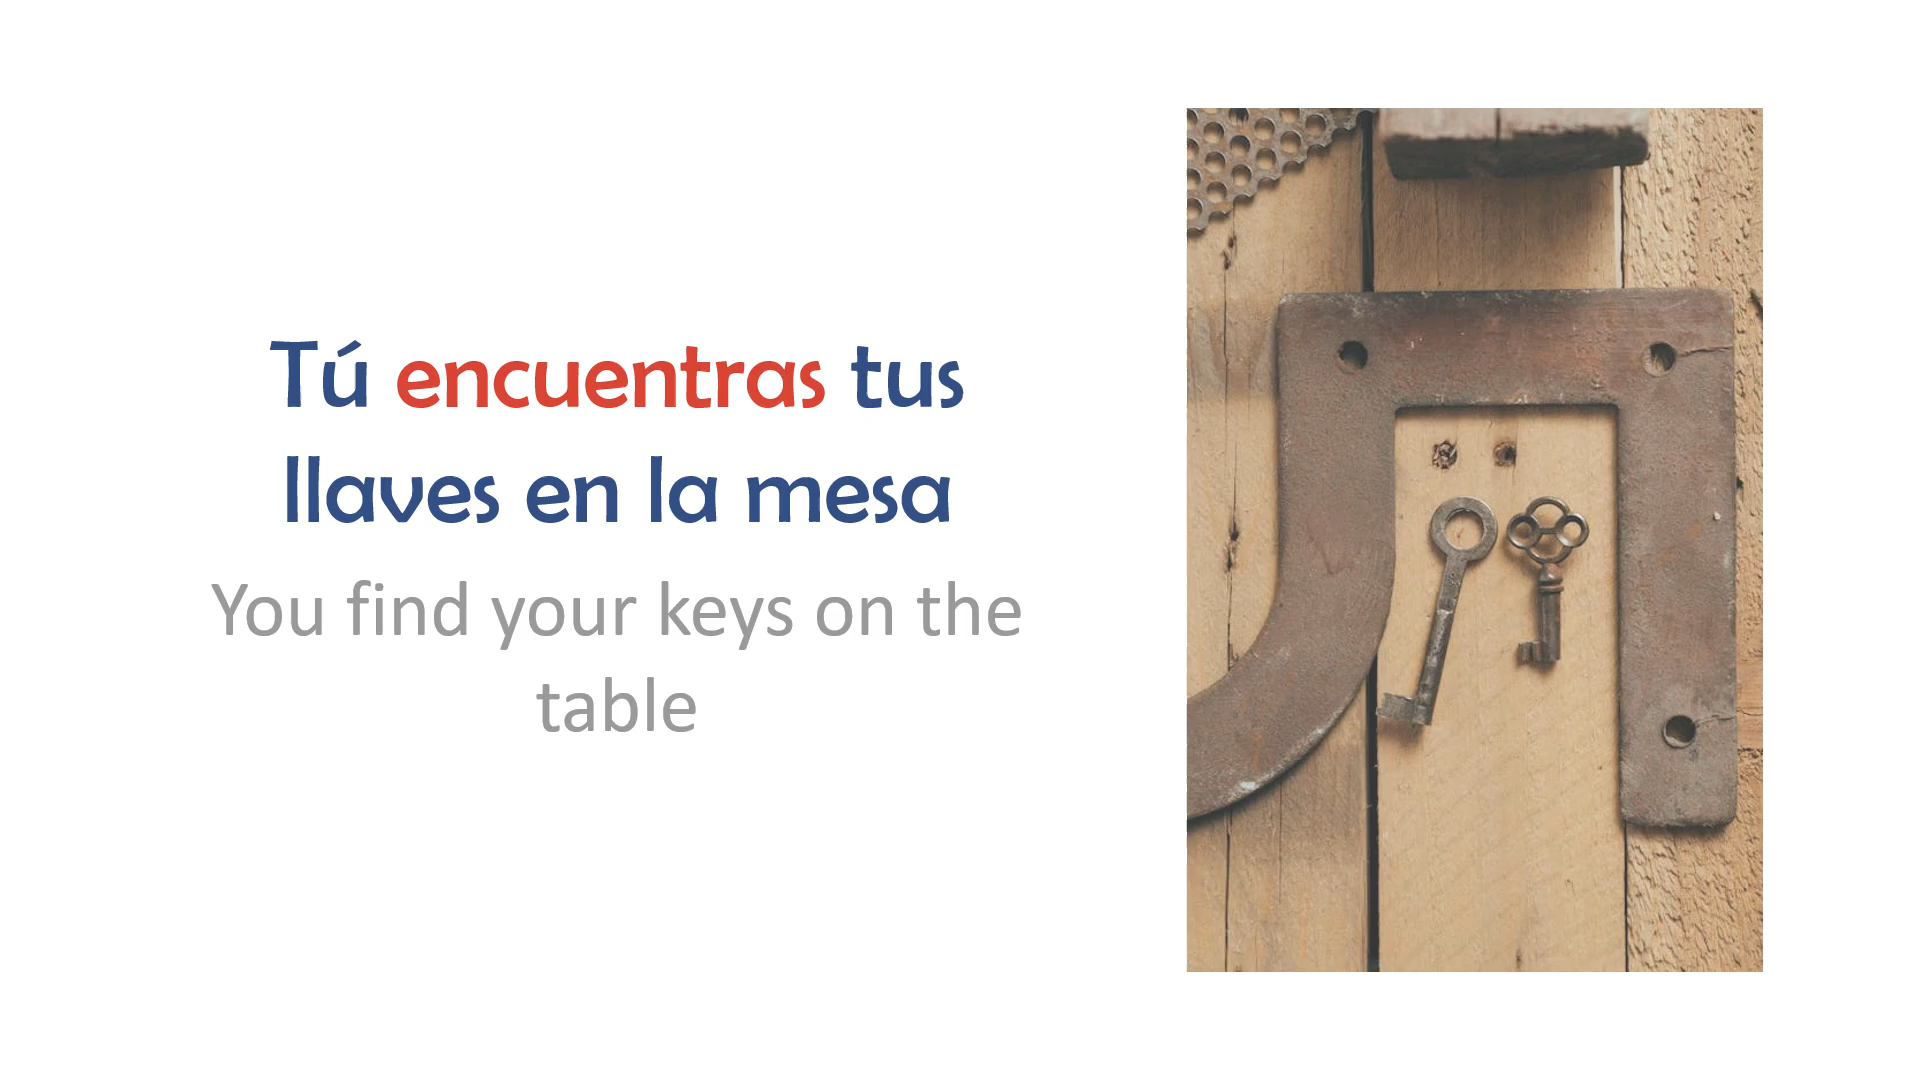 Tú encuentras tus
llaves en la mesa
You find your keys on the
table